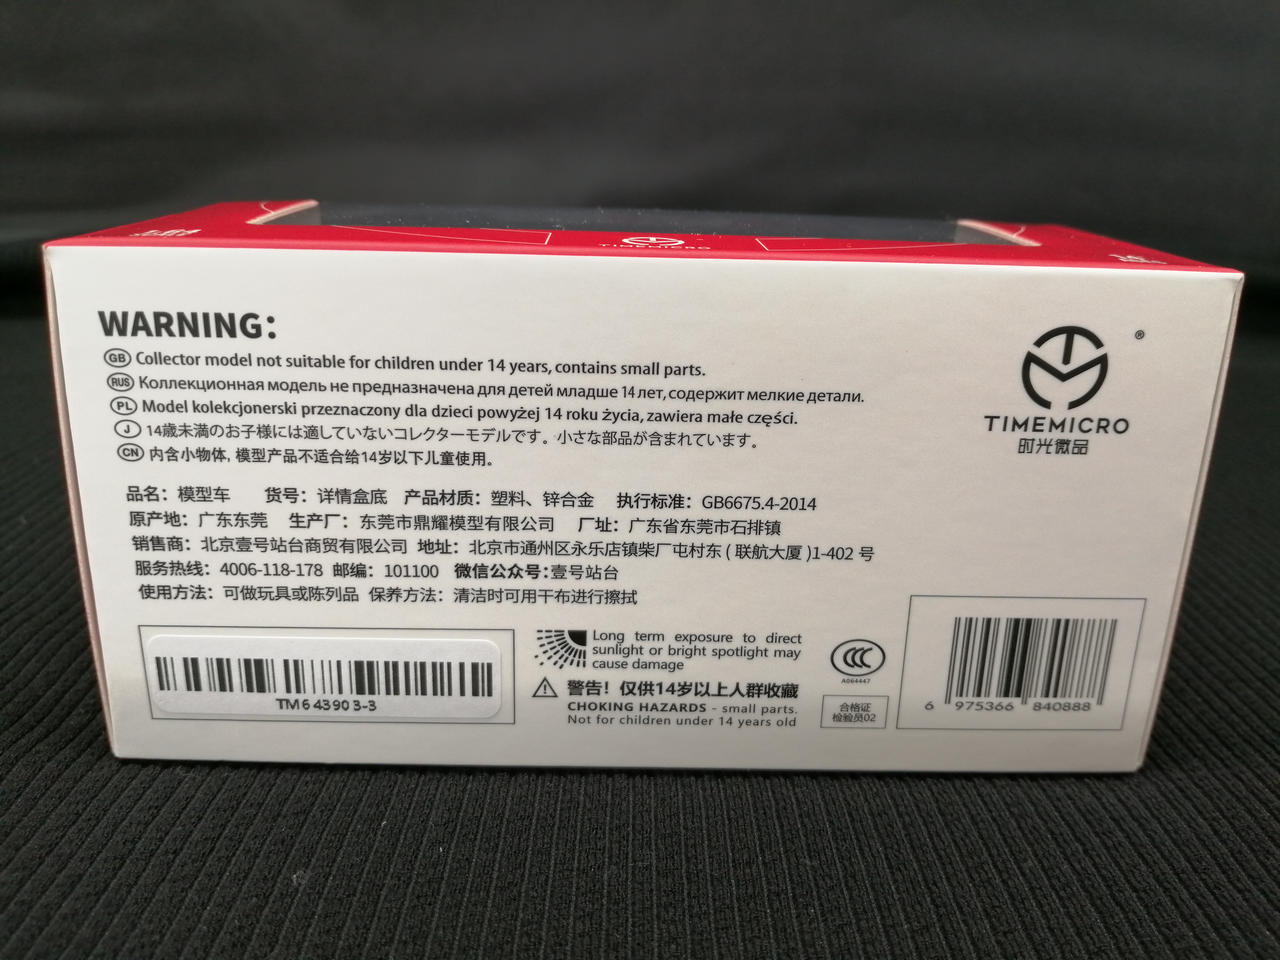 1:64
TIMEMICRO
WARNING:
GB Collector model not suitable for children under 14 years, contains small parts.
RUS Коллекционная модель не предназначена для детей младше 14 лет, содержит мелкие детали.
PL Model kolekcjonerski przeznaczony dla dzieci powyżej 14 roku życia, zawiera małe części.
J 14歳未満のお子様には適していないコレクターモデルです。小さな部品が含まれています。
CN 内含小物体, 模型产品不适合给14岁以下儿童使用。
®
TIMEMICRO
时光微品
品名：模型车 货号：详情盒底 产品材质：塑料、锌合金 执行标准：GB6675.4-2014
原产地：广东东莞 生产厂：东莞市鼎耀模型有限公司 厂址：广东省东莞市石排镇
销售商：北京壹号站台商贸有限公司 地址：北京市通州区永乐店镇柴厂屯村东 ( 联航大厦 )1-402 号
服务热线：4006-118-178 邮编：101100 微信公众号:壹号站台
使用方法：可做玩具或陈列品 保养方法：清洁时可用干布进行擦拭
TM6 4390 3-3
Long term exposure to direct
sunlight or bright spotlight may
cause damage
警告！仅供14岁以上人群收藏
CHOKING HAZARDS - small parts.
Not for children under 14 years old
CCC
A064447
合格证
检验员02
6 975366 840888